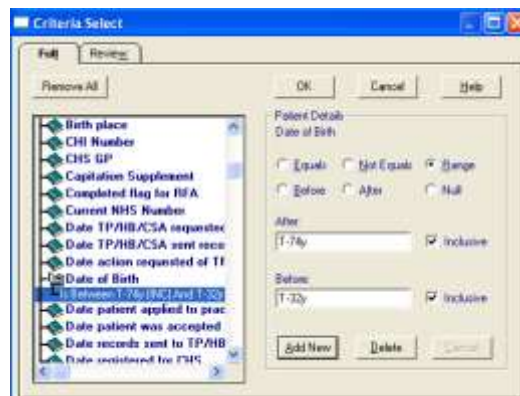 Criteria Select
Full
Review
Remove All
OK
Cancel
Help
Birth place
CHI Number
CHS GP
Capitation Supplement
Completed flag for RFA
Current NHS Number
Date TP/HB/CSA requested
Date TP/HB/CSA sent reco
Date action requested of TP
Date of Birth
Is Between T-74y (INC) And T-32y
Date patient applied to prac
Date patient was accepted
Date records sent to TP/HB
Date registered for CHS
Patient Details
Date of Birth
Equals
Not Equals
Range
Before
After
Null
After
T-74y
Inclusive
Before
T-32y
Inclusive
Add New
Delete
Cancel